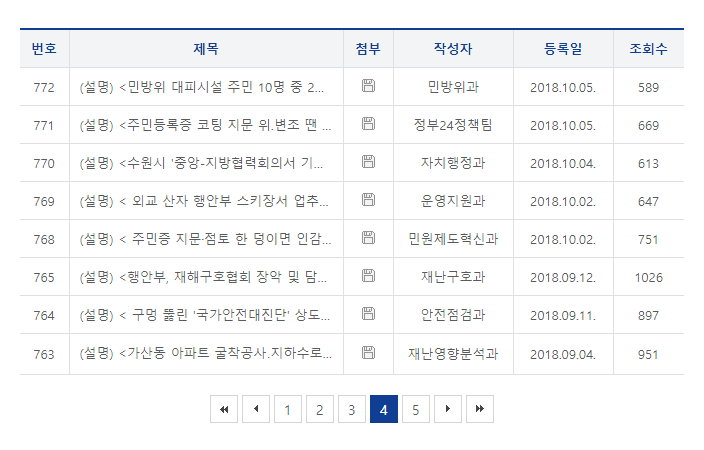 번호 제목 첨부 작성자 등록일 조회수
772 (설명) <민방위 대피시설 주민 10명 중 2... 민방위과 2018.10.05. 589
771 (설명) <주민등록증 코팅 지문 위.변조 땐 ... 정부24정책팀 2018.10.05. 669
770 (설명) <수원시 '중앙-지방협력회의서 기... 자치행정과 2018.10.04. 613
769 (설명) < 외교 산자 행안부 스키장서 업추... 운영지원과 2018.10.02. 647
768 (설명) < 주민증 지문·점토 한 덩이면 인감... 민원제도혁신과 2018.10.02. 751
765 (설명) <행안부, 재해구호협회 장악 및 담... 재난구호과 2018.09.12. 1026
764 (설명) < 구멍 뚫린 '국가안전대진단' 상도... 안전점검과 2018.09.11. 897
763 (설명) <가산동 아파트 굴착공사.지하수로... 재난영향분석과 2018.09.04. 951
1 2 3 4 5